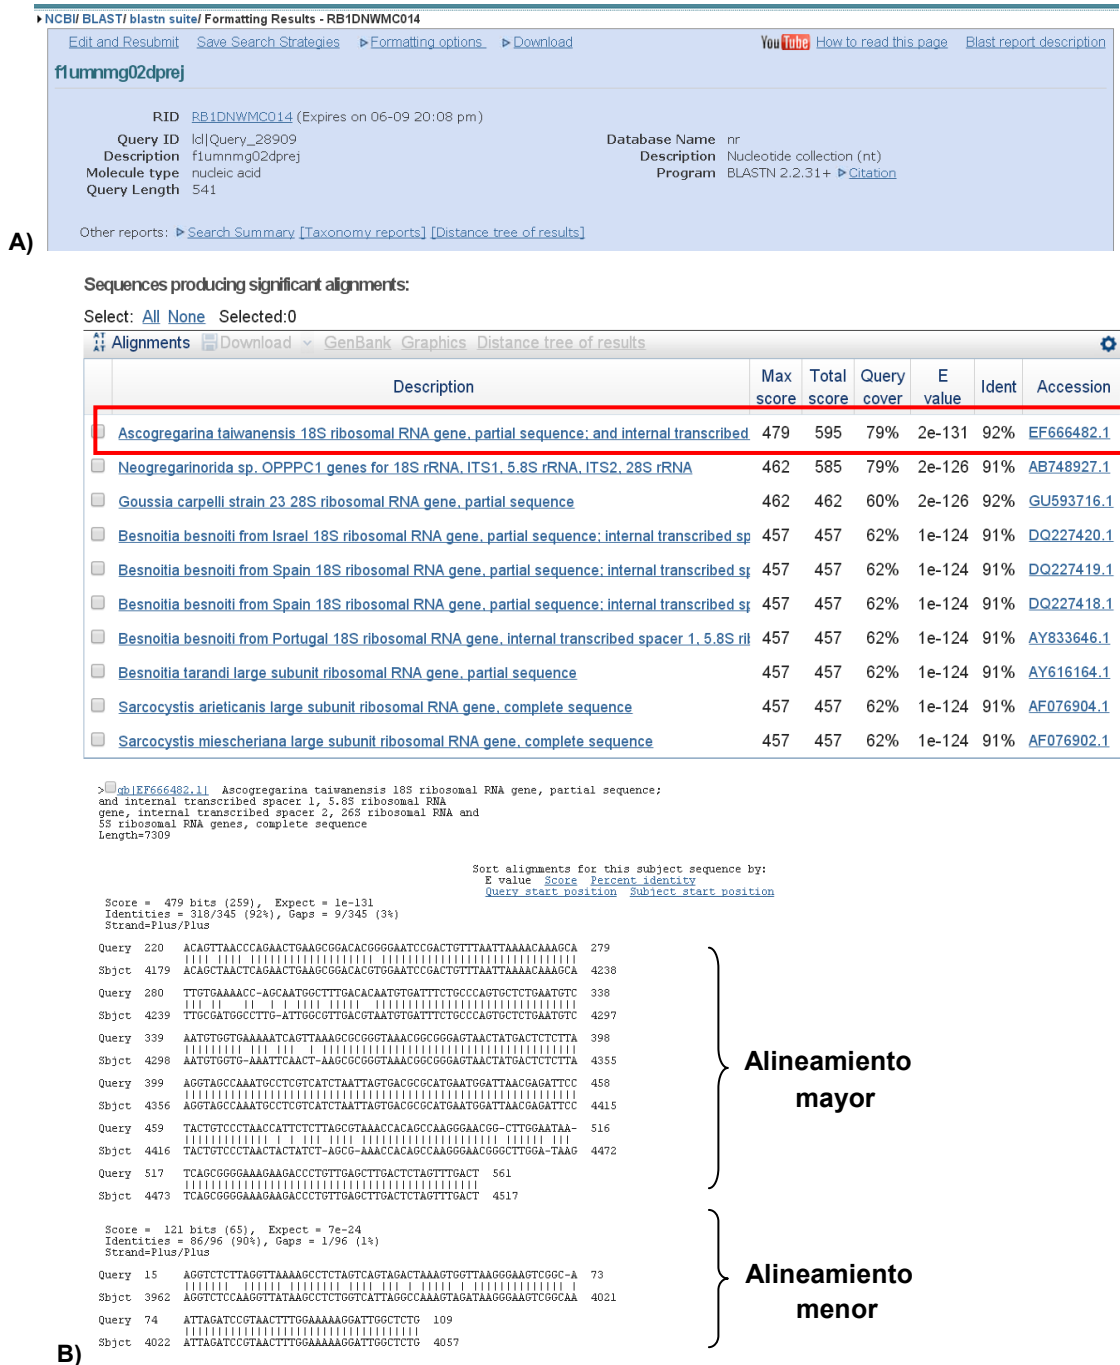 NCBI/ BLAST/ blastn suite/ Formatting Results - RB1DNWMC014
Edit and Resubmit Save Search Strategies Formatting options Download You Tube How to read this page Blast report description
f1umnmg02dprej
RID RB1DNWMC014 (Expires on 06-09 20:08 pm)
Query ID lcl|Query_28909 Database Name nr
Description f1umnmg02dprej Description Nucleotide collection (nt)
Molecule type nucleic acid Program BLASTN 2.2.31+ Citation
Query Length 541
Other reports: Search Summary [Taxonomy reports] [Distance tree of results]
A)
Sequences producing significant alignments:
Select: All None Selected:0
Alignments Download GenBank Graphics Distance tree of results
Description Max score Total score Query cover E value Ident Accession
Ascogregarina taiwanensis 18S ribosomal RNA gene, partial sequence; and internal transcribed 479 595 79% 2e-131 92% EF666482.1
Neogregarinorida sp. OPPPC1 genes for 18S rRNA, ITS1, 5.8S rRNA, ITS2, 28S rRNA 462 585 79% 2e-126 91% AB748927.1
Goussia carpelli strain 23 28S ribosomal RNA gene, partial sequence 462 462 60% 2e-126 92% GU593716.1
Besnoitia besnoiti from Israel 18S ribosomal RNA gene, partial sequence; internal transcribed sp 457 457 62% 1e-124 91% DQ227420.1
Besnoitia besnoiti from Spain 18S ribosomal RNA gene, partial sequence; internal transcribed sp 457 457 62% 1e-124 91% DQ227419.1
Besnoitia besnoiti from Spain 18S ribosomal RNA gene, partial sequence; internal transcribed sp 457 457 62% 1e-124 91% DQ227418.1
Besnoitia besnoiti from Portugal 18S ribosomal RNA gene, internal transcribed spacer 1, 5.8S ril 457 457 62% 1e-124 91% AY833646.1
Besnoitia tarandi large subunit ribosomal RNA gene, partial sequence 457 457 62% 1e-124 91% AY616164.1
Sarcocystis arieticanis large subunit ribosomal RNA gene, complete sequence 457 457 62% 1e-124 91% AF076904.1
Sarcocystis miescheriana large subunit ribosomal RNA gene, complete sequence 457 457 62% 1e-124 91% AF076902.1
>gb|EF666482.1| Ascogregarina taiwanensis 18S ribosomal RNA gene, partial sequence;
and internal transcribed spacer 1, 5.8S ribosomal RNA
gene, internal transcribed spacer 2, 26S ribosomal RNA and
5S ribosomal RNA genes, complete sequence
Length=7309
Sort alignments for this subject sequence by:
E value Score Percent identity
Query start position Subject start position
Score = 479 bits (259), Expect = 1e-131
Identities = 318/345 (92%), Gaps = 9/345 (3%)
Strand=Plus/Plus
Query 220 ACAGTTAACCCAGAACTGAAGCGGACACGGGGAATCCGACTGTTTAATTAAAACAAAGCA 279
Sbjct 4179 ACAGCTAACTCAGAACTGAAGCGGACACGTGGAATCCGACTGTTTAATTAAAACAAAGCA 4238
Query 280 TTGTGAAAACC-AGCAATGGCTTTGACACAATGTGATTTCTGCCCAGTGCTCTGAATGTC 338
Sbjct 4239 TTGCGATGGCCTTG-ATTGGCGTTGACGTAATGTGATTTCTGCCCAGTGCTCTGAATGTC 4297
Query 339 AATGTGGTGAAAAATCAGTTAAAGCGCGGGTAAACGGCGGGAGTAACTATGACTCTCTTA 398
Sbjct 4298 AATGTGGTG-AAATTCAACT-AAGCGCGGGTAAACGGCGGGAGTAACTATGACTCTCTTA 4355
Query 399 AGGTAGCCAAATGCCTCGTCATCTAATTAGTGACGCGCATGAATGGATTAACGAGATTCC 458
Sbjct 4356 AGGTAGCCAAATGCCTCGTCATCTAATTAGTGACGCGCATGAATGGATTAACGAGATTCC 4415
Query 459 TACTGTCCCTAACCATTCTCTTAGCGTAAACCACAGCCAAGGGAACGG-CTTGGAATAA- 516
Sbjct 4416 TACTGTCCCTAACTACTATCT-AGCG-AAACCACAGCCAAGGGAACGGGCTTGGA-TAAG 4472
Query 517 TCAGCGGGGAAAGAAGACCCTGTTGAGCTTGACTCTAGTTTGACT 561
Sbjct 4473 TCAGCGGGGAAAGAAGACCCTGTTGAGCTTGACTCTAGTTTGACT 4517
Alineamiento
mayor
Score = 121 bits (65), Expect = 7e-24
Identities = 86/96 (90%), Gaps = 1/96 (1%)
Strand=Plus/Plus
Query 15 AGGTCTCTTAGGTTAAAAGCCTCTAGTCAGTAGACTAAAGTGGTTAAGGGAAGTCGGC-A 73
Sbjct 3962 AGGTCTCCAAGGTTATAAGCCTCTGGTCATTAGGCCAAAGTAGATAAGGGAAGTCGGCAA 4021
Query 74 ATTAGATCCGTAACTTTGGAAAAAGGATTGGCTCTG 109
Sbjct 4022 ATTAGATCCGTAACTTTGGAAAAAGGATTGGCTCTG 4057
Alineamiento
menor
B)